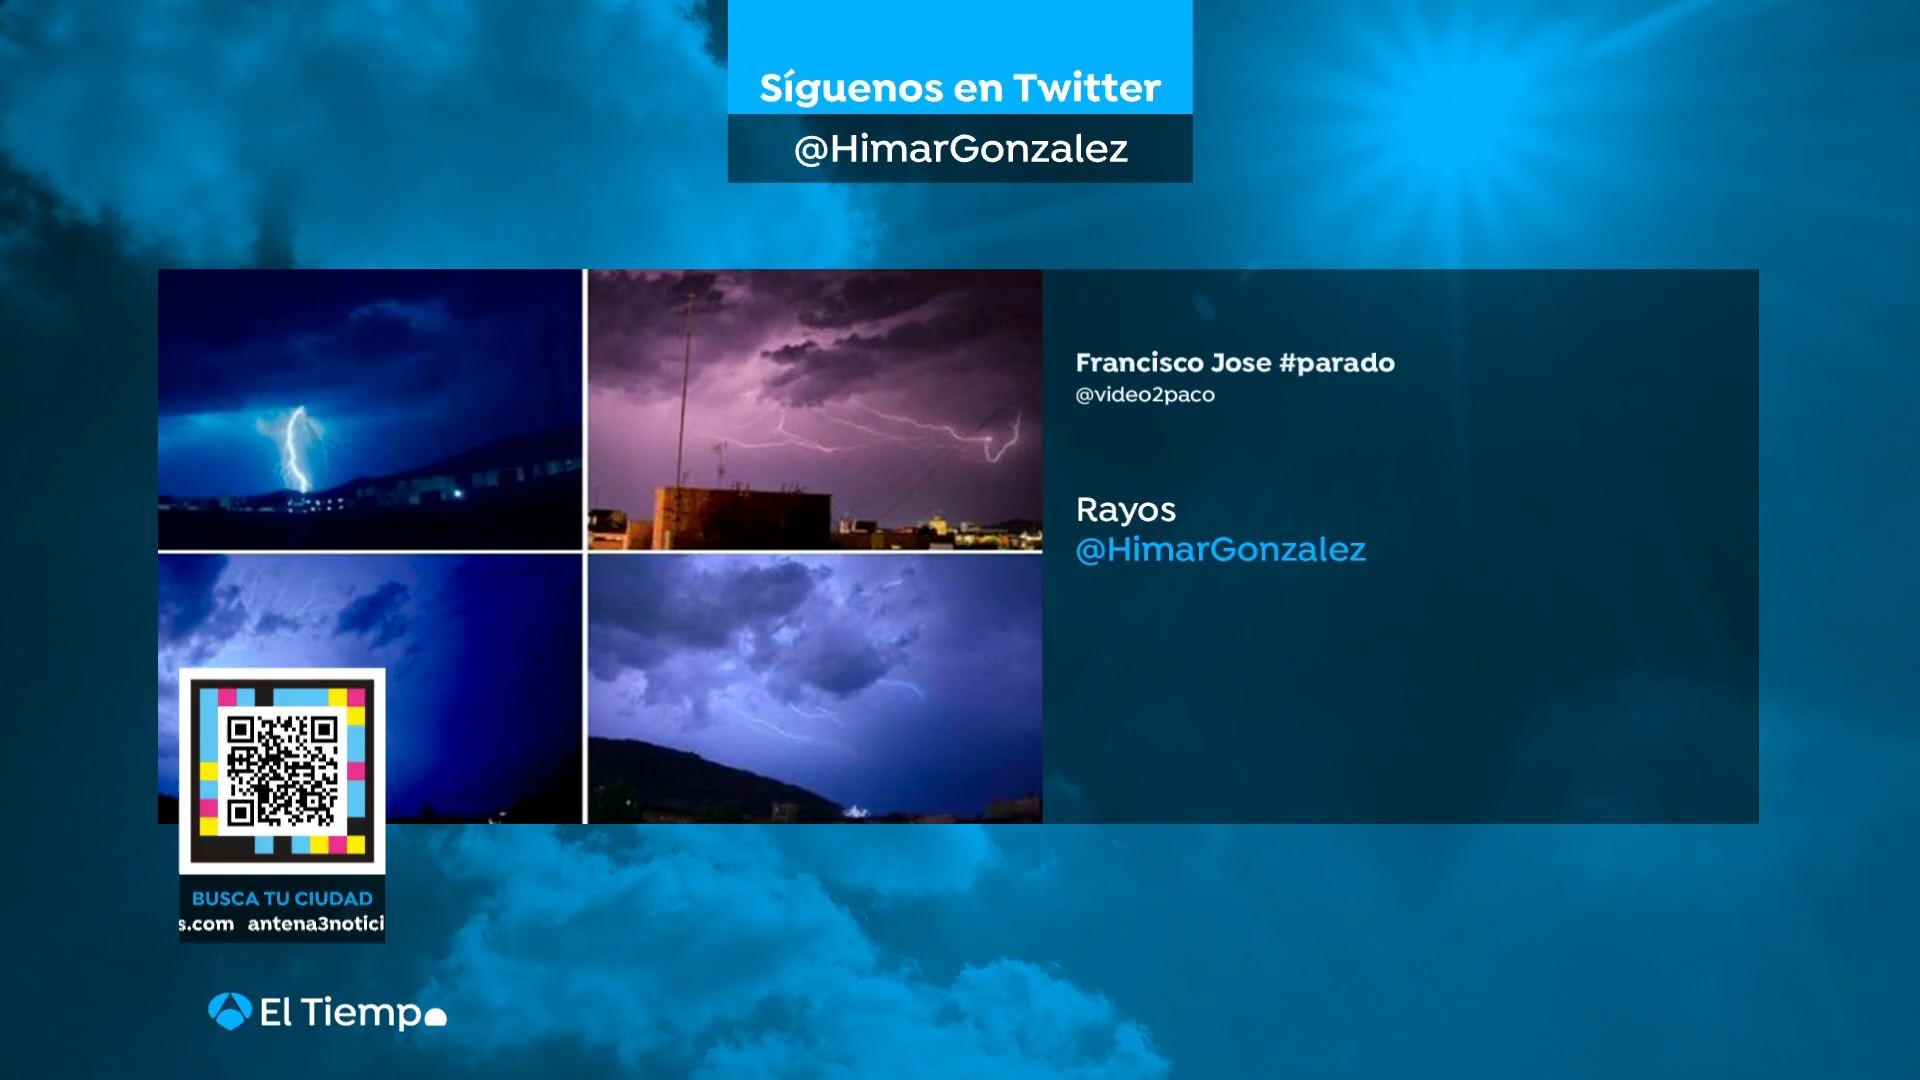 Síguenos en Twitter
@HimarGonzalez
Francisco Jose #parado
@video2paco
Rayos
@HimarGonzalez
BUSCA TU CIUDAD
s.com antena3notici
El Tiempo